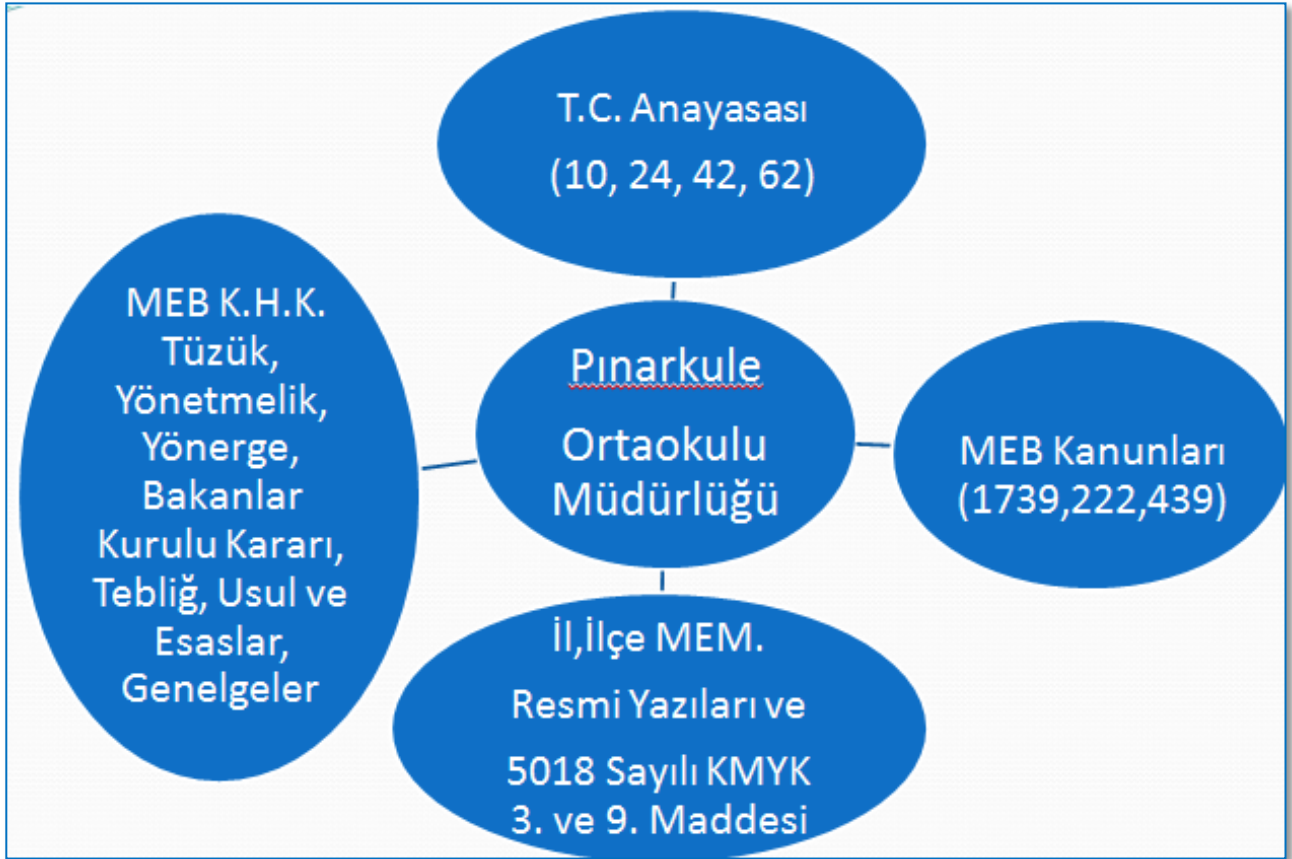 T.C. Anayasası
(10, 24, 42, 62)
MEB K.H.K.
Tüzük,
Yönetmelik,
Yönerge,
Bakanlar
Kurulu Kararı,
Tebliğ, Usul ve
Esaslar,
Genelgeler
Pınarkule
Ortaokulu
Müdürlüğü
MEB Kanunları
(1739,222,439)
İl,İlçe MEM.
Resmi Yazıları ve
5018 Sayılı KMYK
3. ve 9. Maddesi